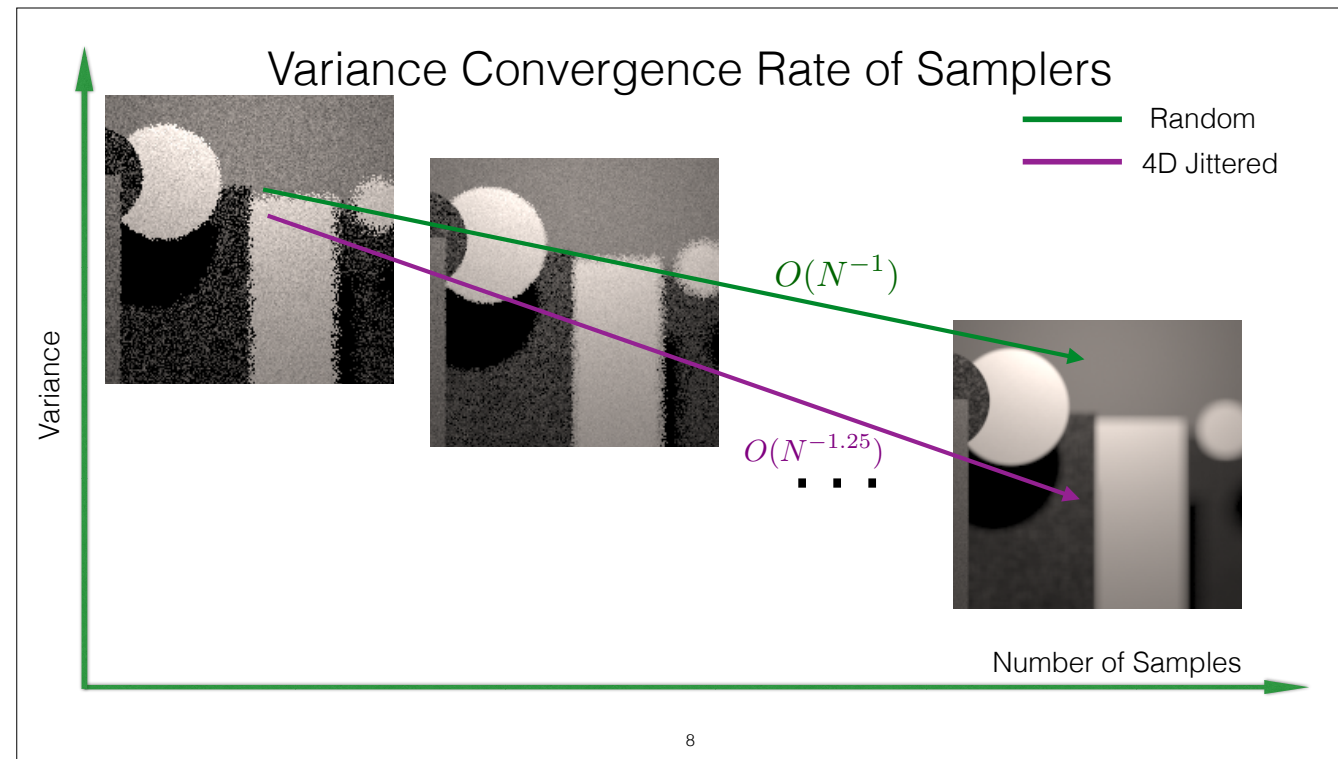 Variance Convergence Rate of Samplers
Random
4D Jittered
O(N⁻¹)
Variance
O(N⁻¹·²⁵)
. . .
Number of Samples
8